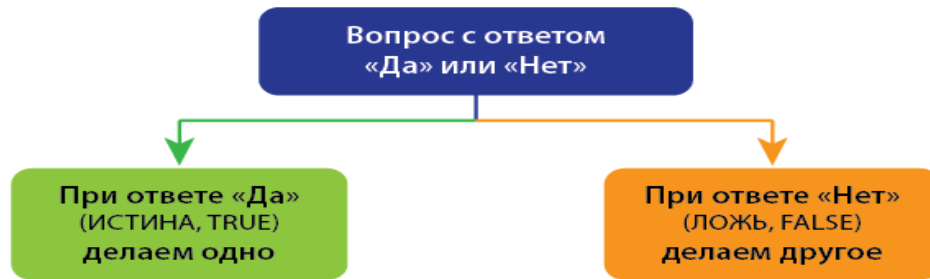 Вопрос с ответом
«Да» или «Нет»
При ответе «Да»
(ИСТИНА, TRUE)
делаем одно
При ответе «Нет»
(ЛОЖЬ, FALSE)
делаем другое